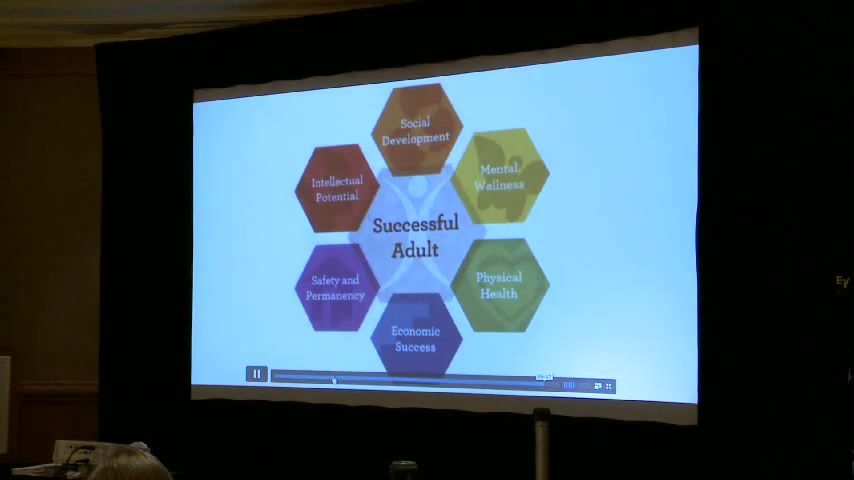 Social
Development
Mental
Wellness
Intellectual
Potential
Successful
Adult
Safety and
Permanency
Physical
Health
Economic
Success